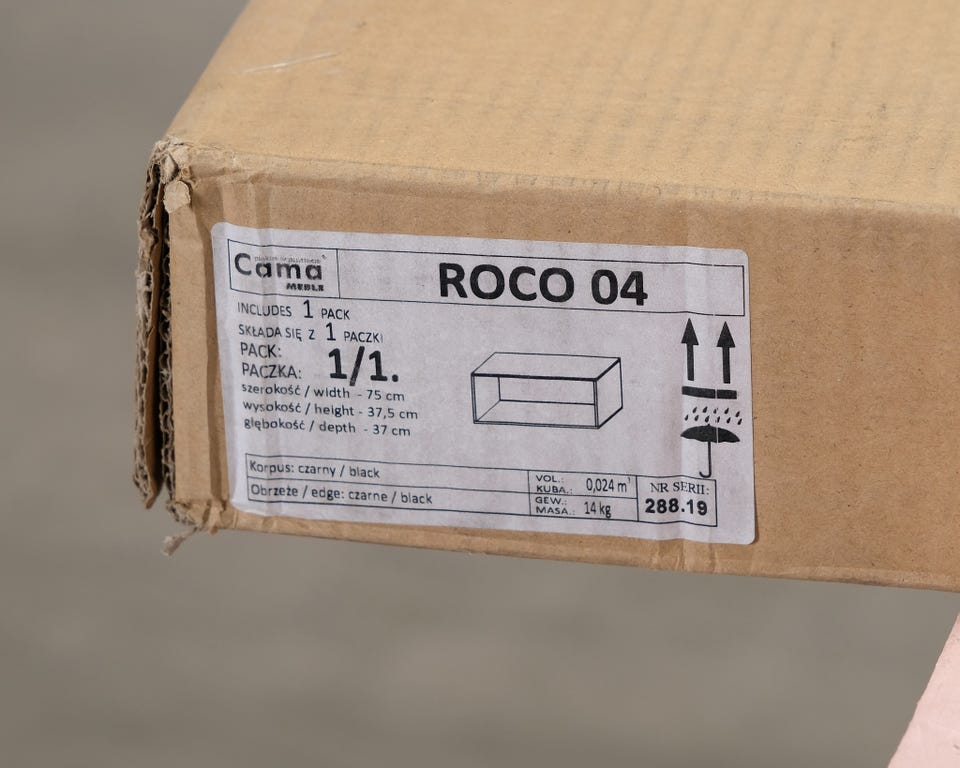 Cama
MEBLE
ROCO 04
INCLUDES 1 PACK
SKŁADA SIĘ Z 1 PACZKI
PACK:
PACZKA: 1/1.
szerokość / width - 75 cm
wysokość / height - 37,5 cm
głębokość / depth - 37 cm
Korpus: czarny / black
Obrzeże / edge: czarne / black
VOL.:
KUBA.: 0,024 m³
GEW.:
MASA.: 14 kg
NR SERII:
288.19